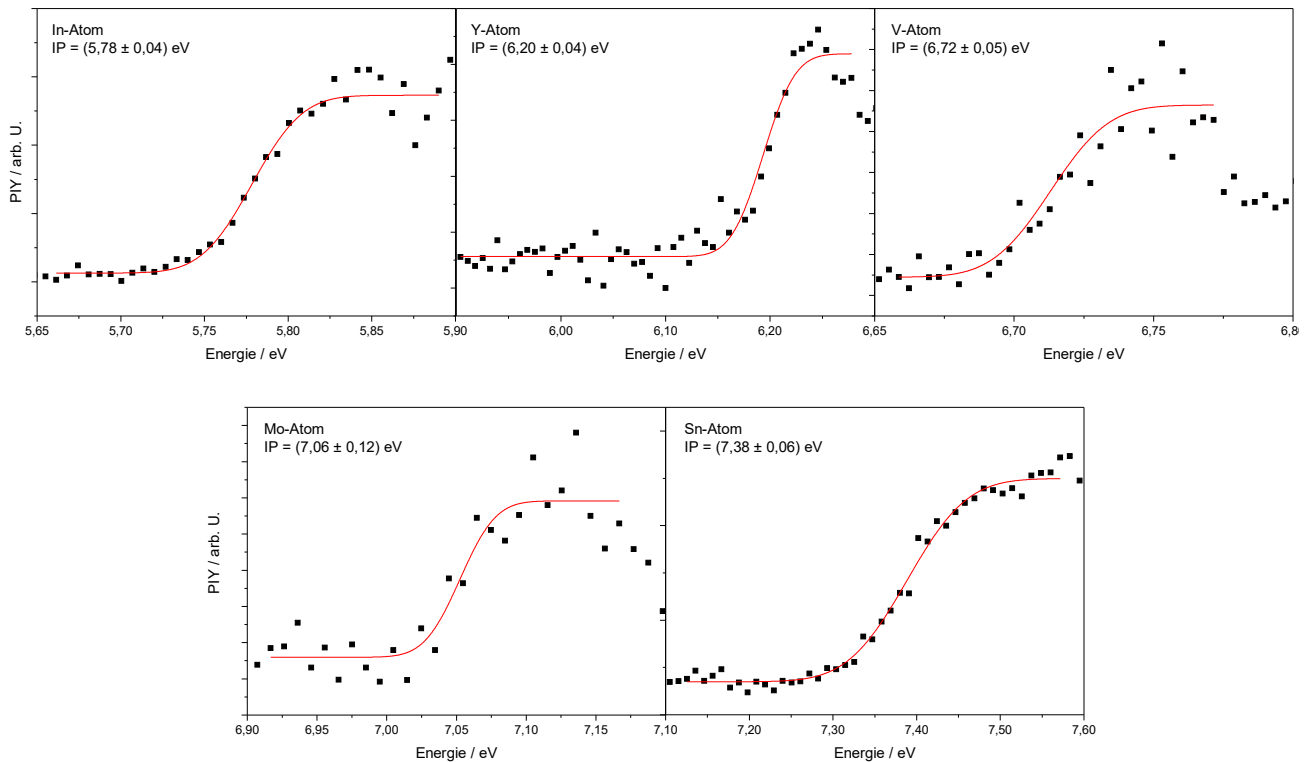 In-Atom
IP = (5,78 ± 0,04) eV
Y-Atom
IP = (6,20 ± 0,04) eV
V-Atom
IP = (6,72 ± 0,05) eV
PIY / arb. U.
5,65 5,70 5,75 5,80 5,85 5,90 6,00 6,10 6,20 6,65 6,70 6,75 6,80
Energie / eV Energie / eV Energie / eV
Mo-Atom
IP = (7,06 ± 0,12) eV
Sn-Atom
IP = (7,38 ± 0,06) eV
PIY / arb. U.
6,90 6,95 7,00 7,05 7,10 7,15 7,10 7,20 7,30 7,40 7,50 7,60
Energie / eV Energie / eV